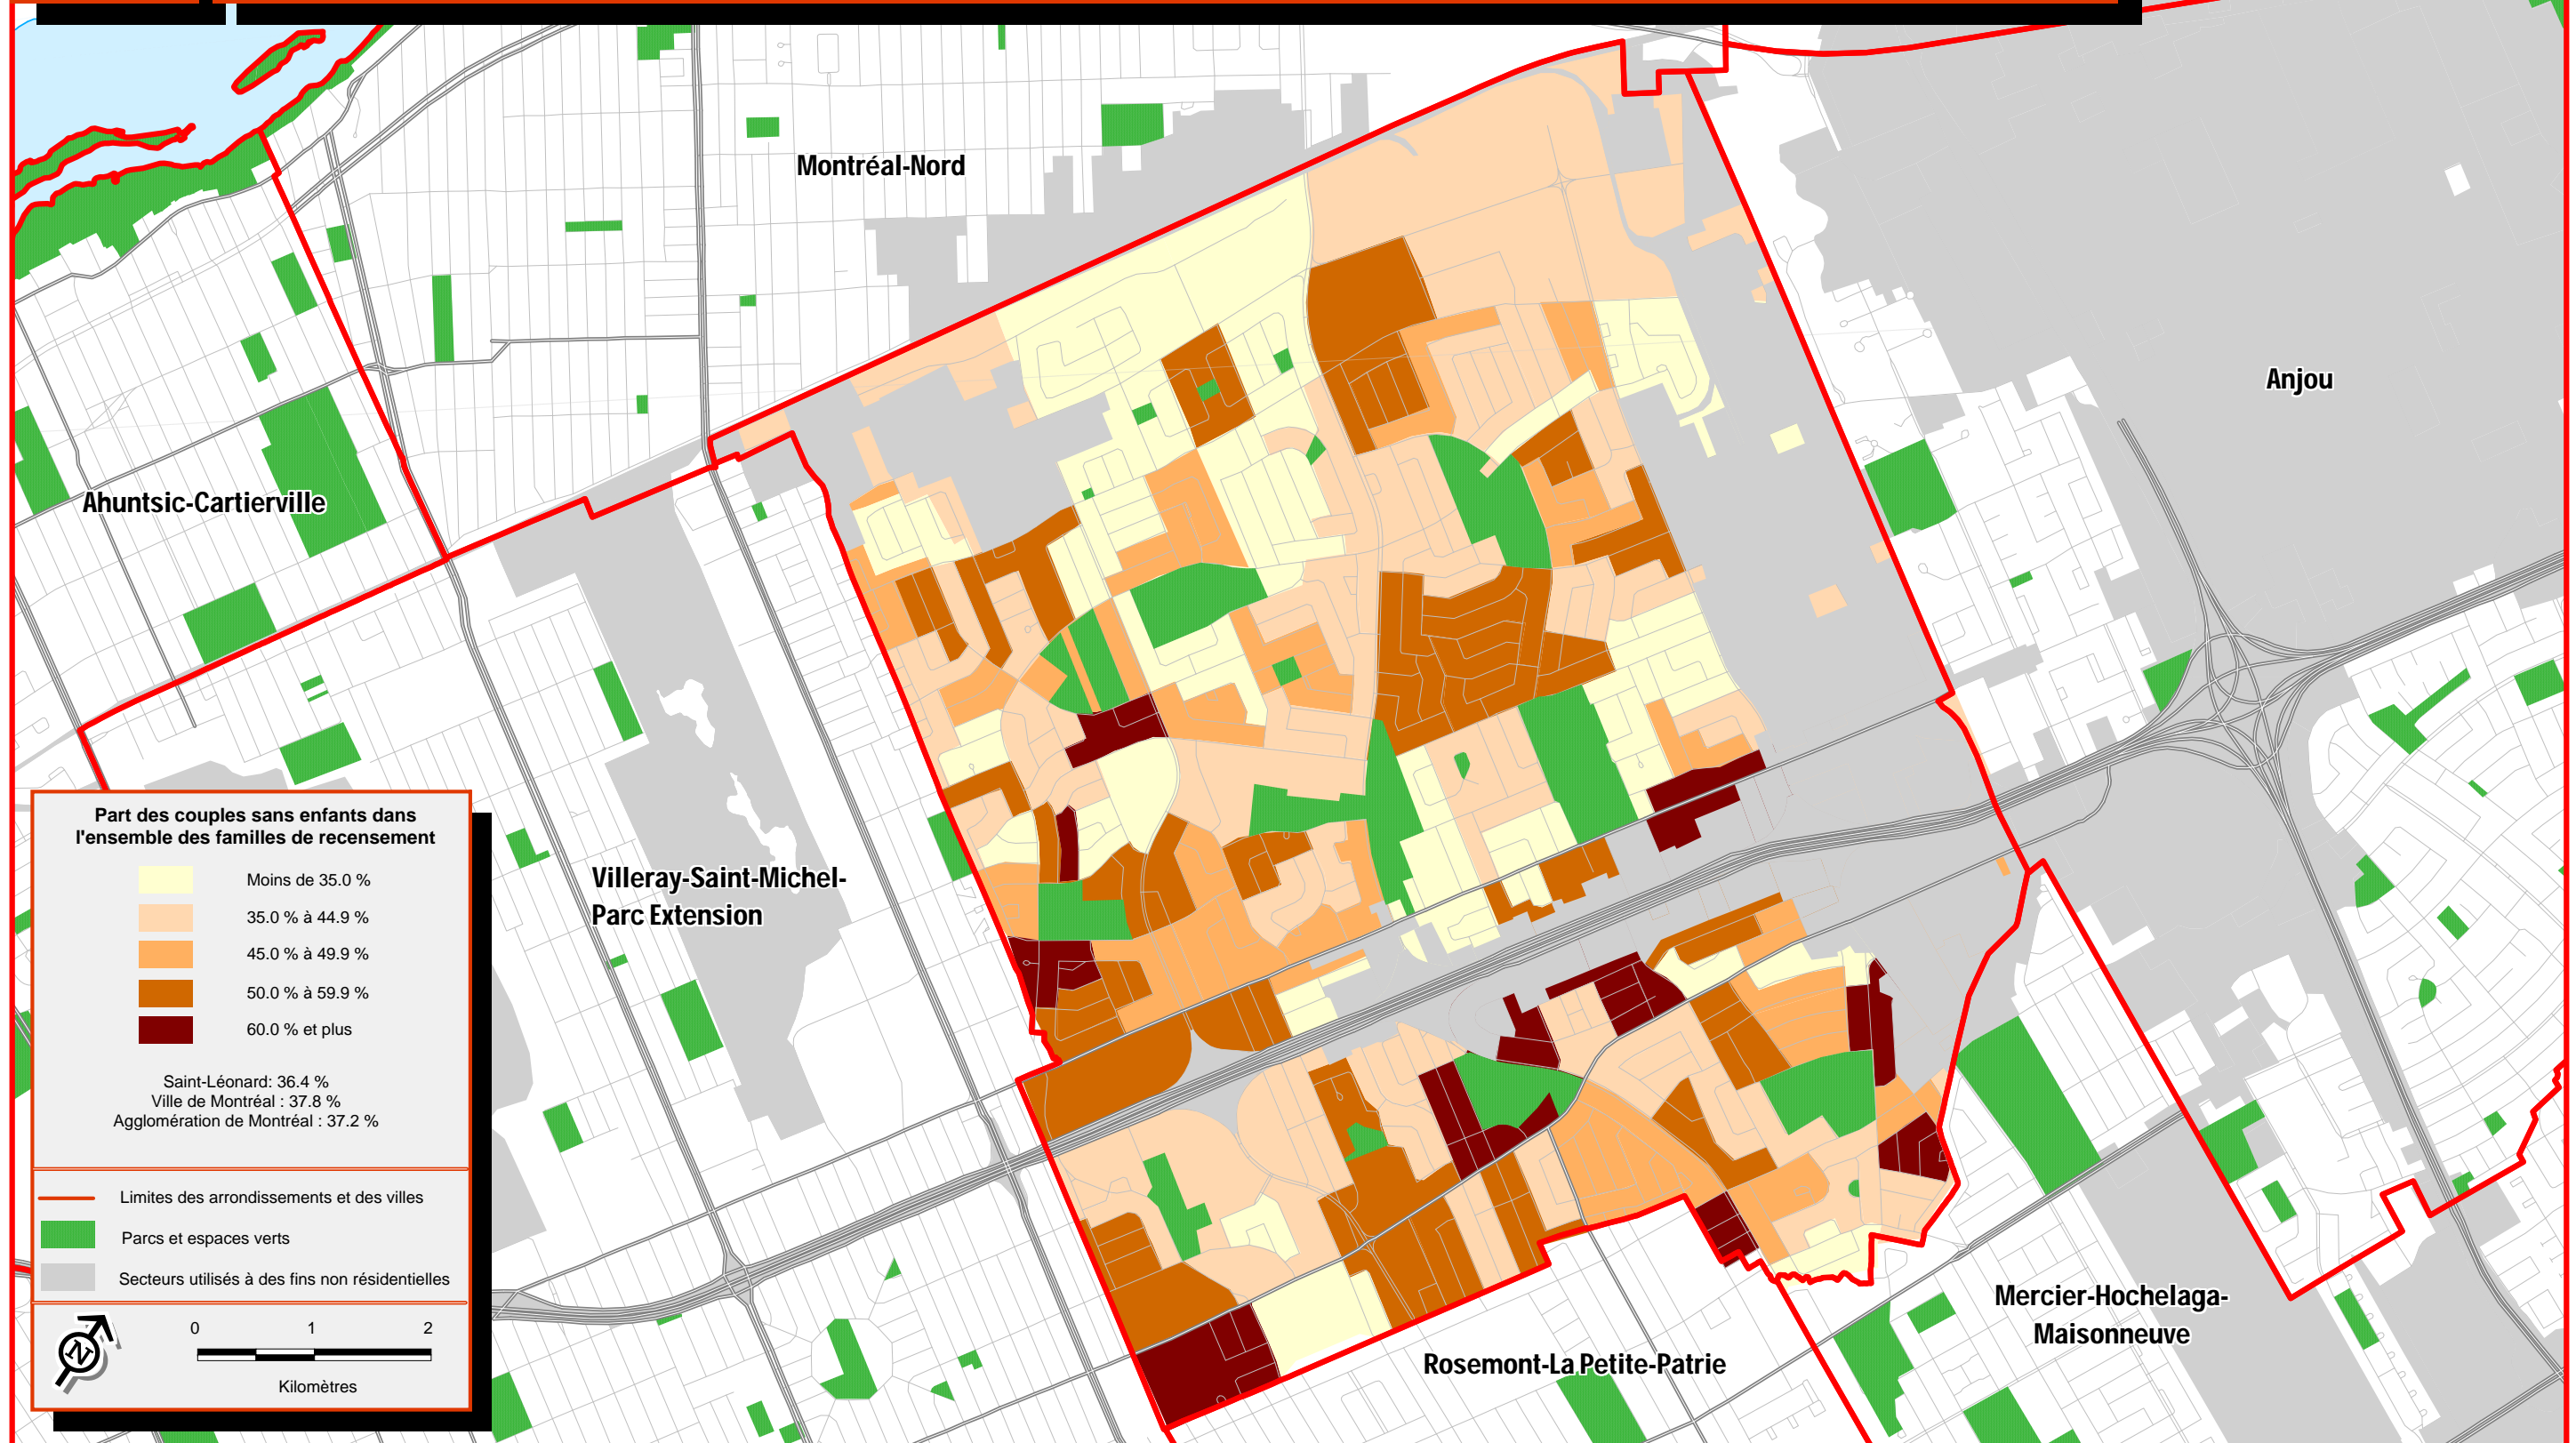 Montréal-Nord
Anjou
Ahuntsic-Cartierville
Villeray-Saint-Michel-
Parc Extension
Mercier-Hochelaga-
Maisonneuve
Rosemont-La Petite-Patrie
Part des couples sans enfants dans
l'ensemble des familles de recensement
Moins de 35.0 %
35.0 % à 44.9 %
45.0 % à 49.9 %
50.0 % à 59.9 %
60.0 % et plus
Saint-Léonard: 36.4 %
Ville de Montréal : 37.8 %
Agglomération de Montréal : 37.2 %
Limites des arrondissements et des villes
Parcs et espaces verts
Secteurs utilisés à des fins non résidentielles
N
0 1 2
Kilomètres